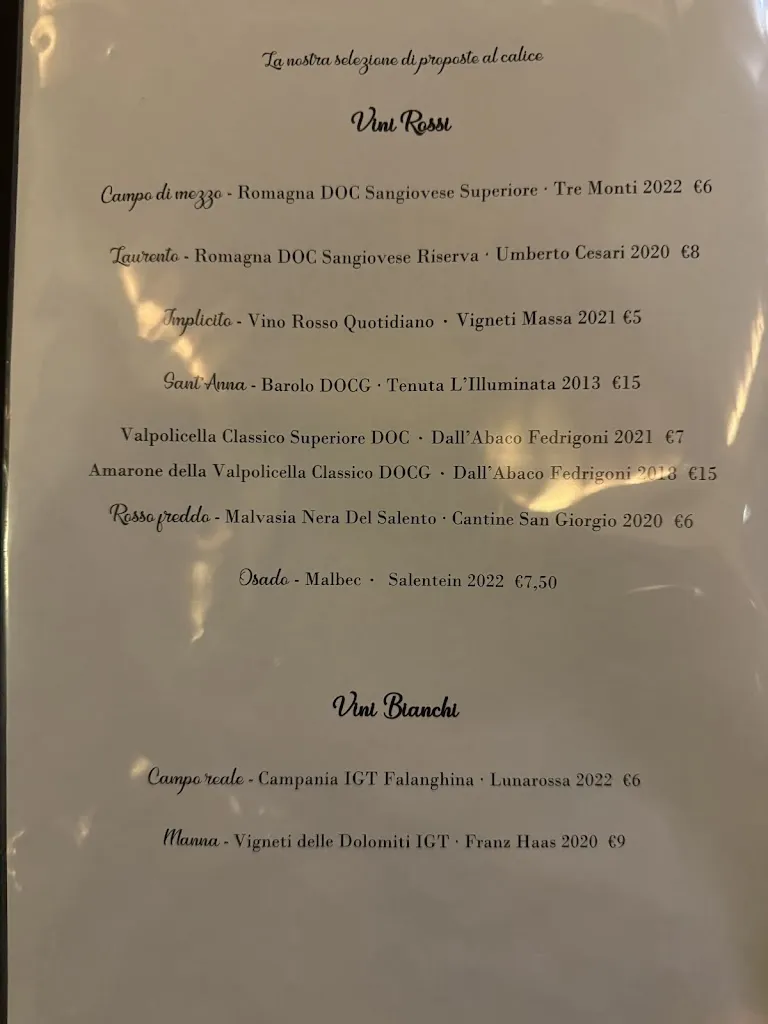 La nostra selezione di proposte al calice
Vini Rossi
Campo di mezzo - Romagna DOC Sangiovese Superiore · Tre Monti 2022 €6
Laurento - Romagna DOC Sangiovese Riserva · Umberto Cesari 2020 €8
Implicito - Vino Rosso Quotidiano · Vigneti Massa 2021 €5
Sant'Anna - Barolo DOCG · Tenuta L'Illuminata 2013 €15
Valpolicella Classico Superiore DOC · Dall'Abaco Fedrigoni 2021 €7
Amarone della Valpolicella Classico DOCG · Dall'Abaco Fedrigoni 2013 €15
Rosso freddo - Malvasia Nera Del Salento · Cantine San Giorgio 2020 €6
Osado - Malbec · Salentein 2022 €7,50
Vini Bianchi
Campo reale - Campania IGT Falanghina · Lunarossa 2022 €6
Manna - Vigneti delle Dolomiti IGT · Franz Haas 2020 €9